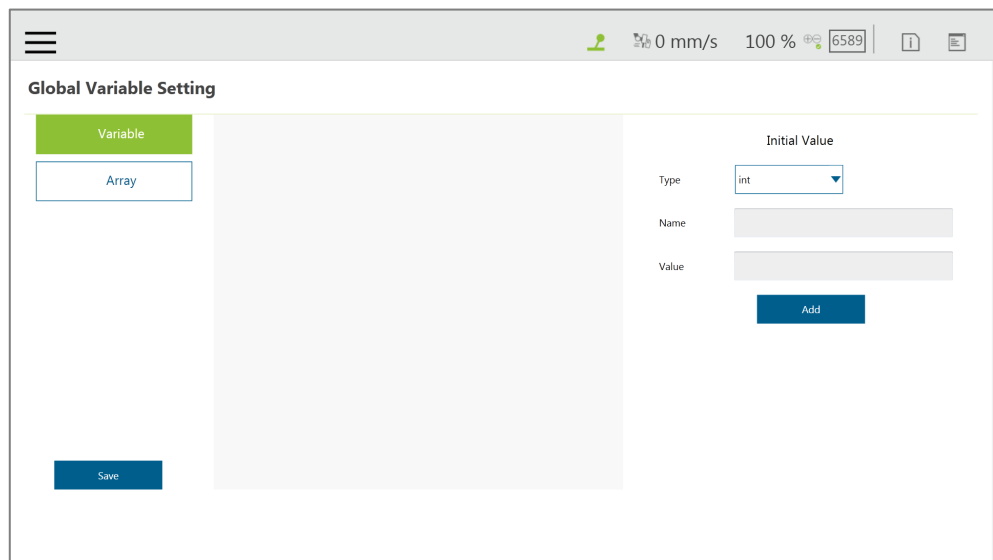 0 mm/s 100 % 6589
Global Variable Setting
Variable
Array
Initial Value
Type int
Name
Value
Add
Save